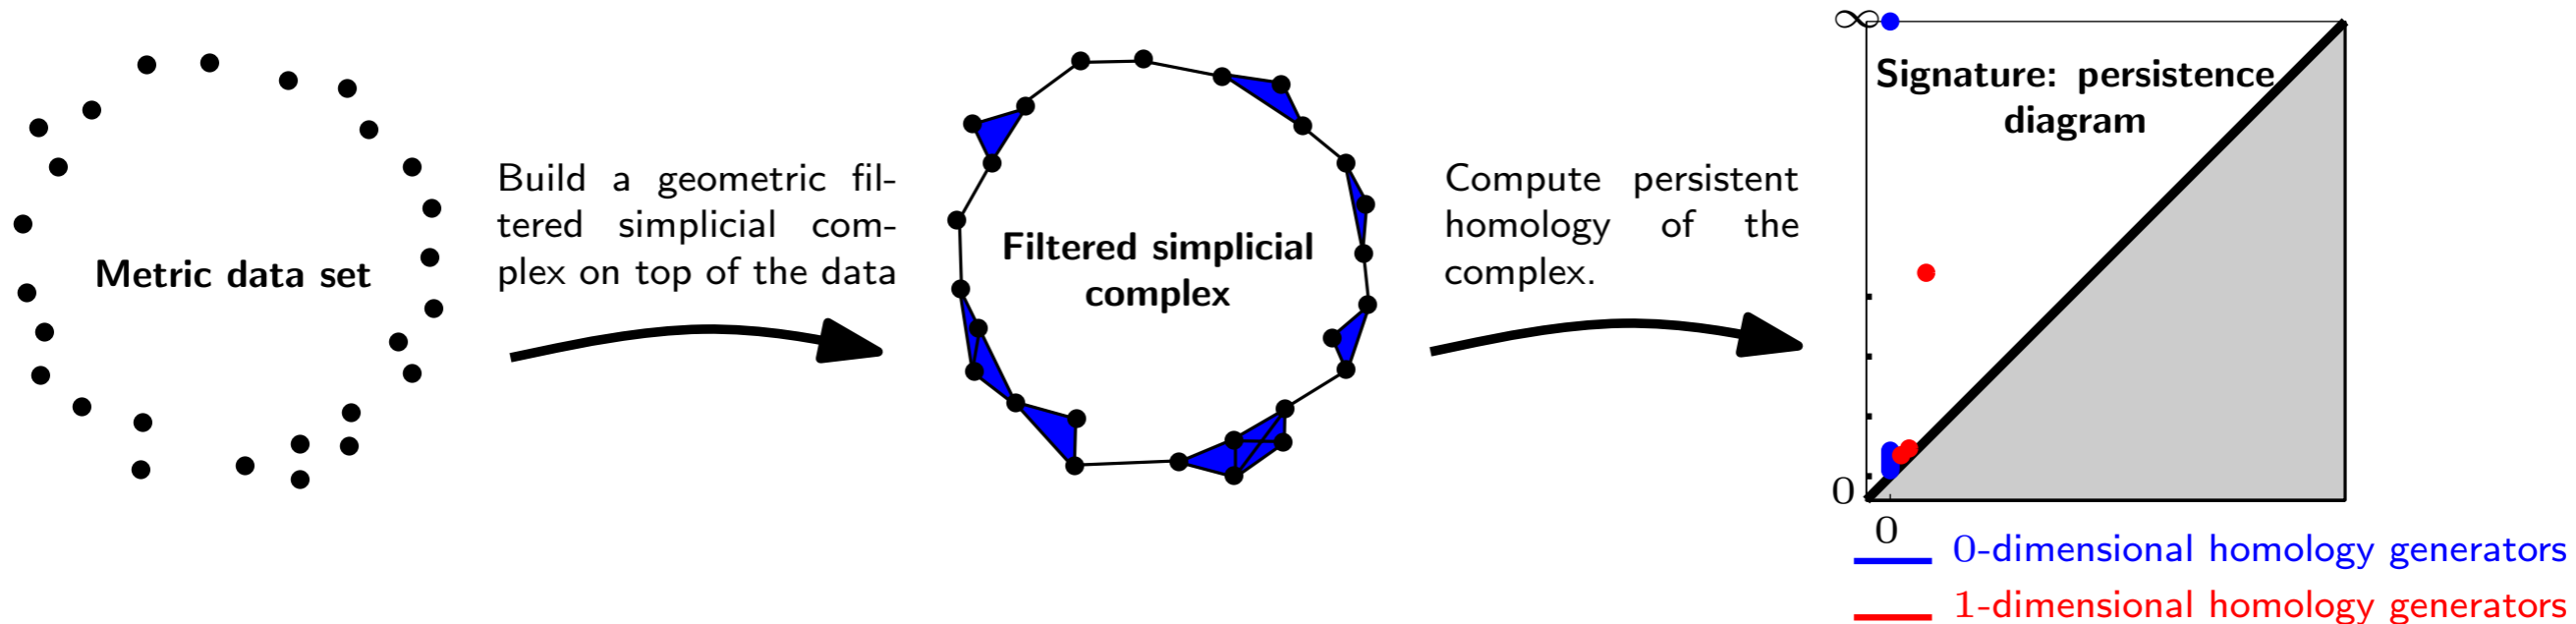 Metric data set
Build a geometric fil-
tered simplicial com-
plex on top of the data
Filtered simplicial
complex
Compute persistent
homology of the
complex.
∞
Signature: persistence
diagram
0
0
0-dimensional homology generators
1-dimensional homology generators